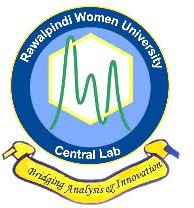 Rawalpindi Women University
Central Lab
Bridging Analysis & Innovation